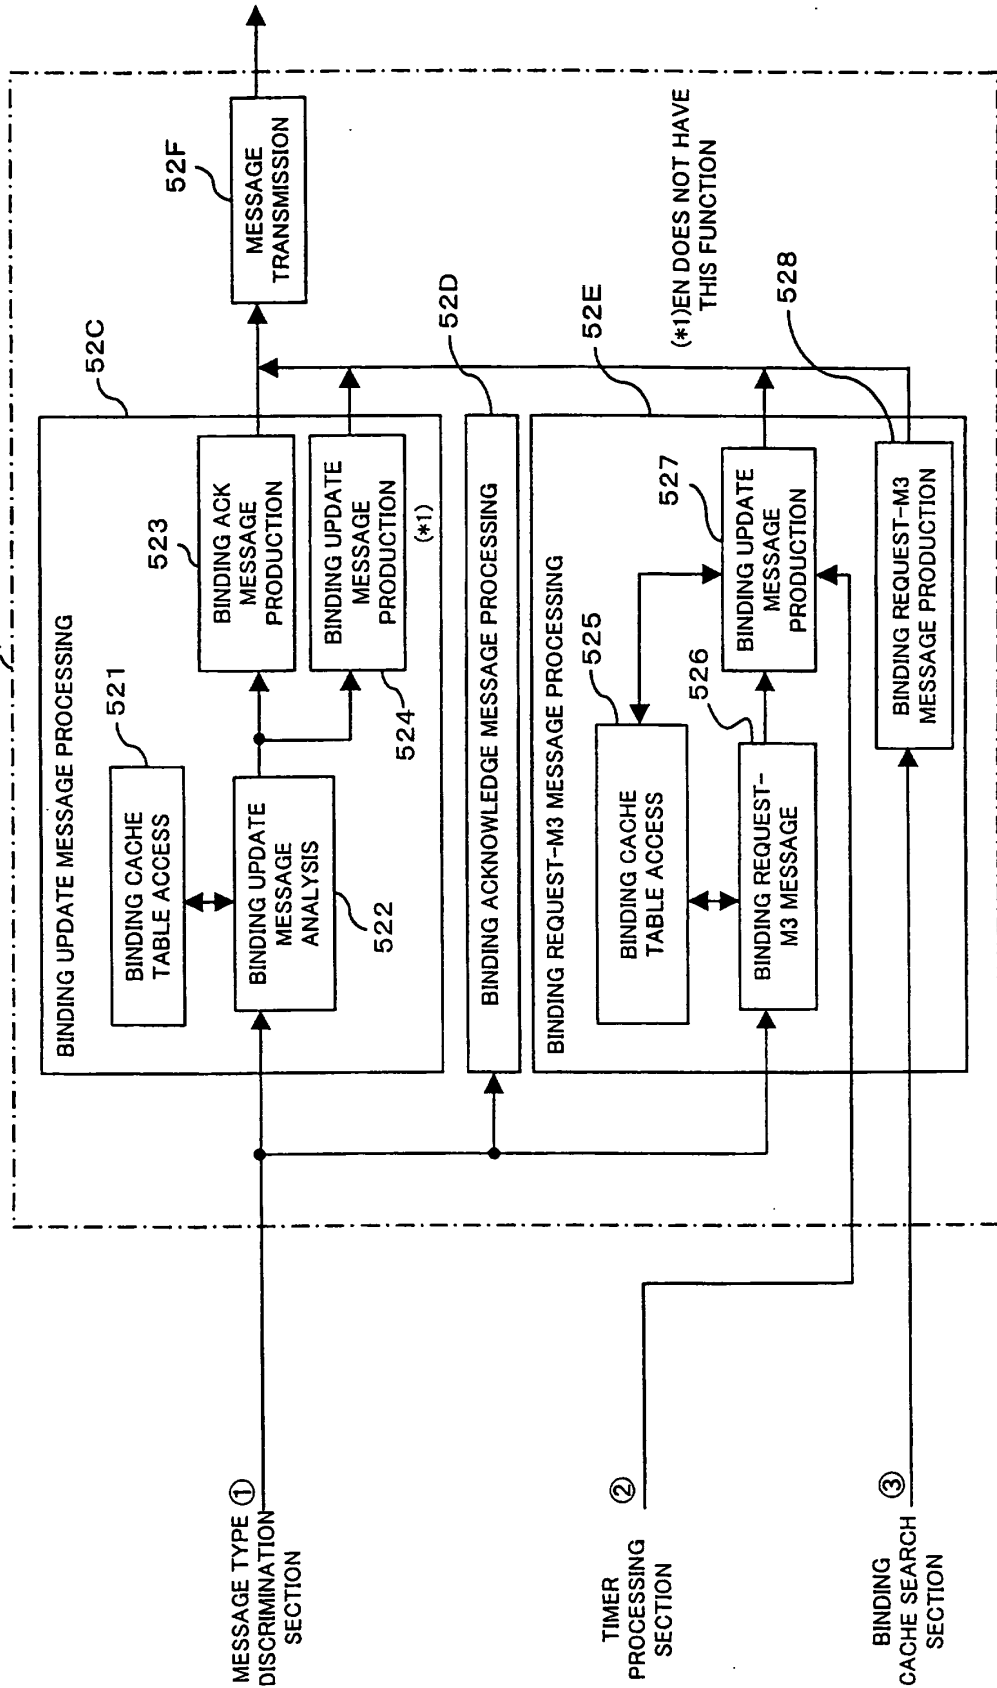 52F
MESSAGE
TRANSMISSION
(*1)EN DOES NOT HAVE
THIS FUNCTION
52C
BINDING UPDATE MESSAGE PROCESSING
521
BINDING CACHE
TABLE ACCESS
BINDING UPDATE
MESSAGE
ANALYSIS
522
523
BINDING ACK
MESSAGE
PRODUCTION
BINDING UPDATE
MESSAGE
PRODUCTION
(*1)
524
52D
BINDING ACKNOWLEDGE MESSAGE PROCESSING
52E
BINDING REQUEST-M3 MESSAGE PROCESSING
525
BINDING CACHE
TABLE ACCESS
526
BINDING REQUEST-
M3 MESSAGE
527
BINDING UPDATE
MESSAGE
PRODUCTION
528
BINDING REQUEST-M3
MESSAGE PRODUCTION
MESSAGE TYPE ①
DISCRIMINATION
SECTION
②
TIMER
PROCESSING
SECTION
③
BINDING
CACHE SEARCH
SECTION